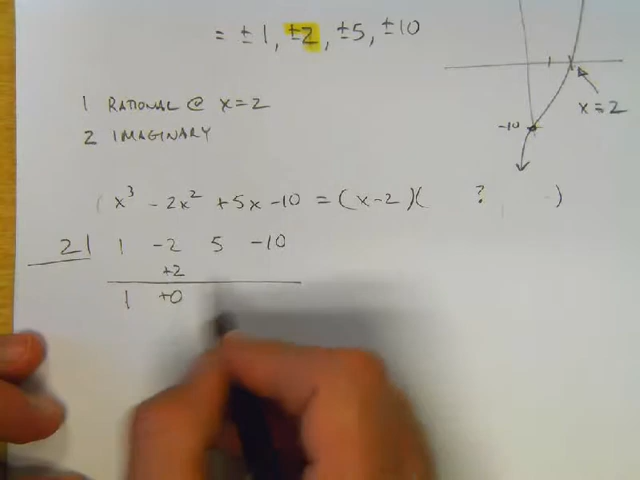 = ±1, ±2, ±5, ±10
1 RATIONAL @ x=2
2 IMAGINARY
x=2
-10
x³ - 2x² + 5x - 10 = (x-2)( ? )
2| 1 -2 5 -10
+2
1 +0